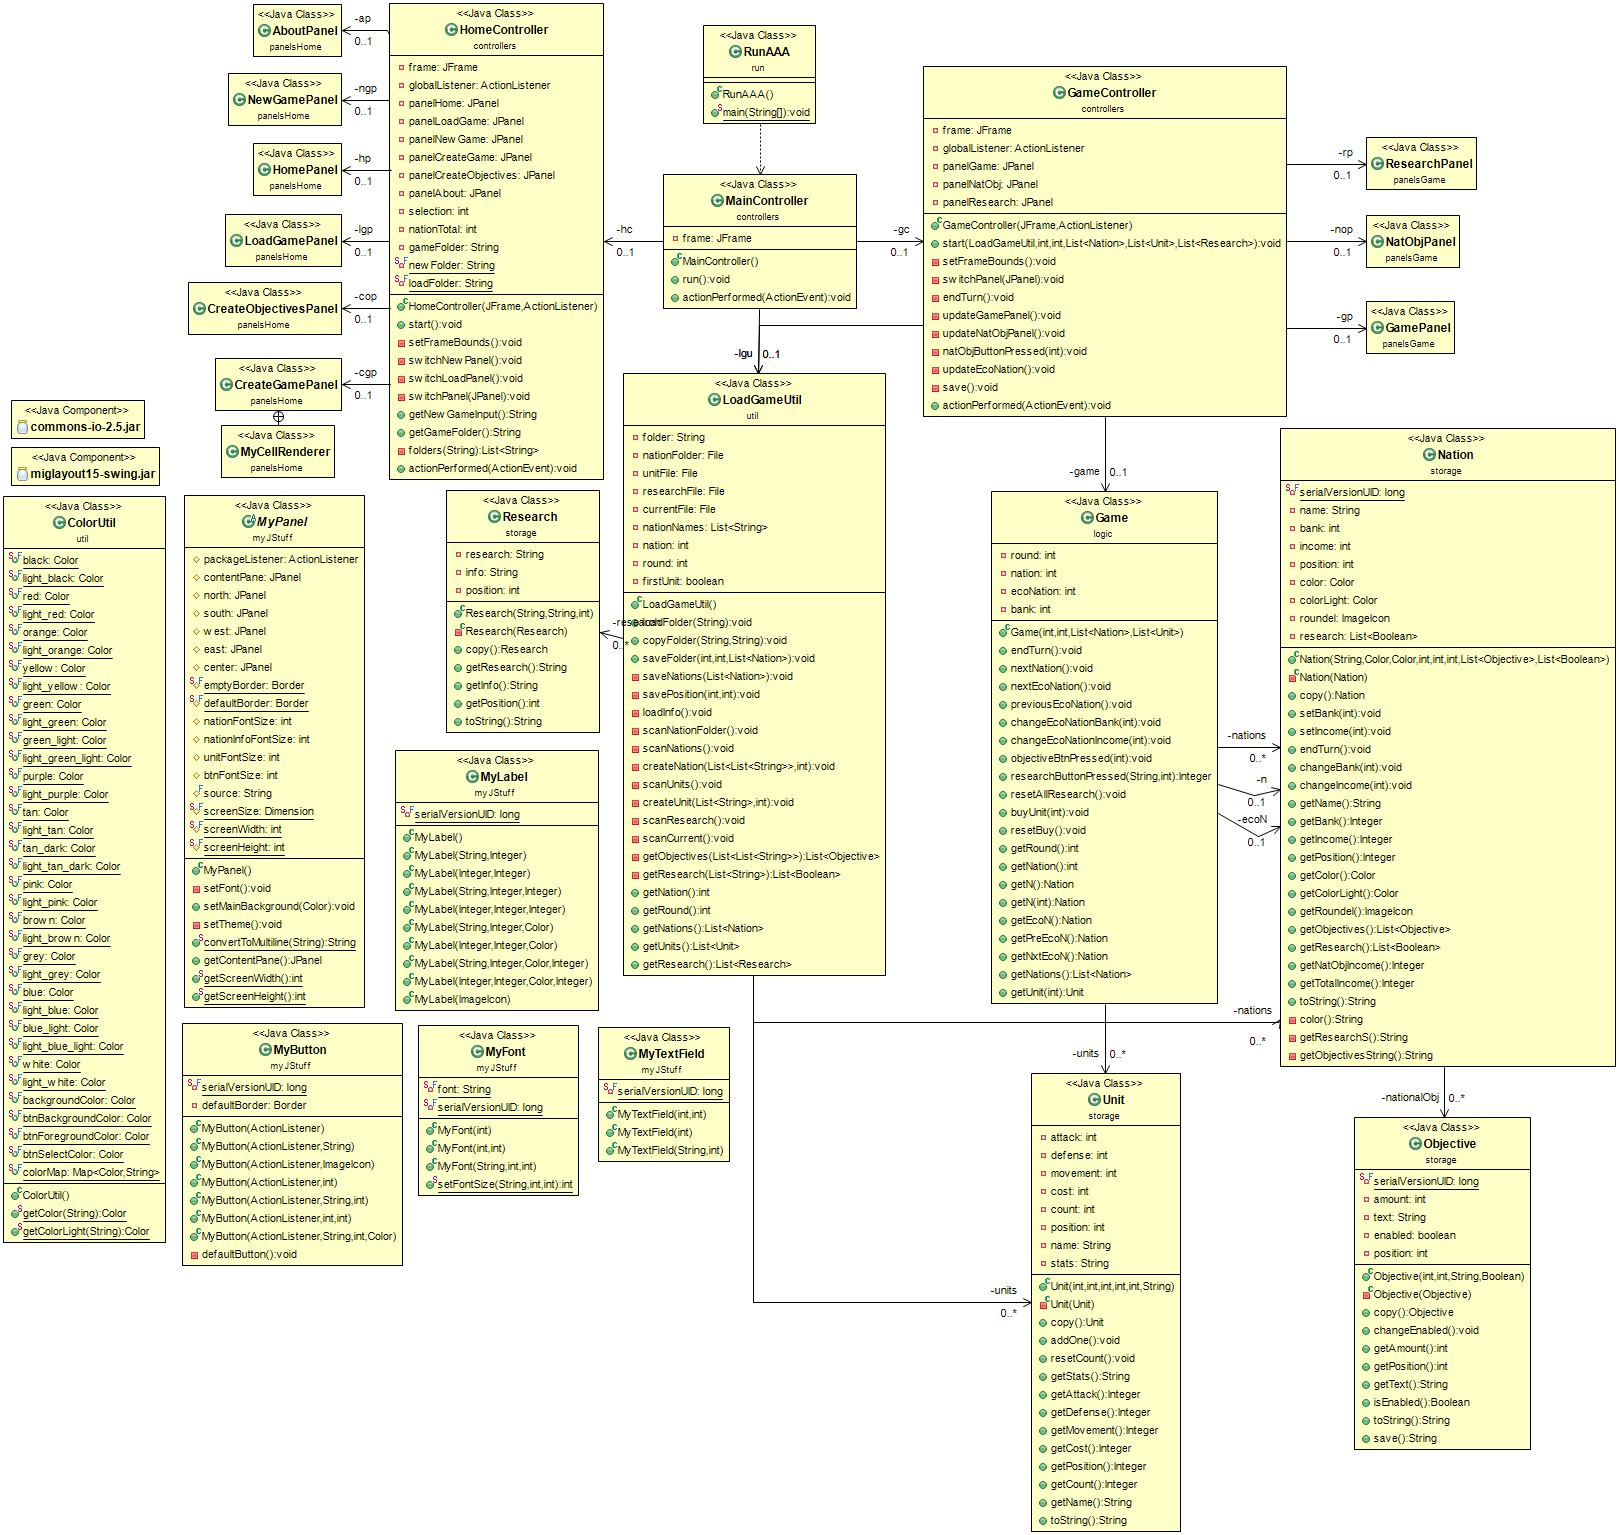 <<Java Class>>
AboutPanel
panelsHome
-ap
0..1
<<Java Class>>
NewGamePanel
panelsHome
-ngp
0..1
<<Java Class>>
HomePanel
panelsHome
-hp
0..1
<<Java Class>>
LoadGamePanel
panelsHome
-lgp
0..1
<<Java Class>>
CreateObjectivesPanel
panelsHome
-cop
0..1
<<Java Class>>
CreateGamePanel
panelsHome
-cgp
0..1
<<Java Class>>
MyCellRenderer
panelsHome
<<Java Class>>
HomeController
controllers
frame: JFrame
globalListener: ActionListener
panelHome: JPanel
panelLoadGame: JPanel
panelNewGame: JPanel
panelCreateGame: JPanel
panelCreateObjectives: JPanel
panelAbout: JPanel
selection: int
nationTotal: int
gameFolder: String
newFolder: String
loadFolder: String
HomeController(JFrame,ActionListener)
start():void
setFrameBounds():void
switchNewPanel():void
switchLoadPanel():void
switchPanel(JPanel):void
getNewGameInput():String
getGameFolder():String
folders(String):List<String>
actionPerformed(ActionEvent):void
<<Java Class>>
RunAAA
run
RunAAA()
main(String[]):void
<<Java Class>>
MainController
controllers
frame: JFrame
MainController()
run():void
actionPerformed(ActionEvent):void
-hc
0..1
-gc
0..1
<<Java Class>>
GameController
controllers
frame: JFrame
globalListener: ActionListener
panelGame: JPanel
panelNatObj: JPanel
panelResearch: JPanel
GameController(JFrame,ActionListener)
start(LoadGameUtil,int,int,List<Nation>,List<Unit>,List<Research>):void
setFrameBounds():void
switchPanel(JPanel):void
endTurn():void
updateGamePanel():void
updateNatObjPanel():void
natObjButtonPressed(int):void
updateEcoNation():void
save():void
actionPerformed(ActionEvent):void
-rp
0..1
<<Java Class>>
ResearchPanel
panelsGame
-nop
0..1
<<Java Class>>
NatObjPanel
panelsGame
-gp
0..1
<<Java Class>>
GamePanel
panelsGame
-lgu
0..1
-game
0..1
<<Java Component>>
commons-io-2.5.jar
<<Java Component>>
miglayout15-swing.jar
<<Java Class>>
ColorUtil
util
black: Color
light_black: Color
red: Color
light_red: Color
orange: Color
light_orange: Color
yellow: Color
light_yellow: Color
green: Color
light_green: Color
green_light: Color
light_green_light: Color
purple: Color
light_purple: Color
tan: Color
light_tan: Color
tan_dark: Color
light_tan_dark: Color
pink: Color
light_pink: Color
brown: Color
light_brown: Color
grey: Color
light_grey: Color
blue: Color
light_blue: Color
blue_light: Color
light_blue_light: Color
white: Color
light_white: Color
backgroundColor: Color
btnBackgroundColor: Color
btnForegroundColor: Color
btnSelectColor: Color
colorMap: Map<Color,String>
ColorUtil()
getColor(String):Color
getColorLight(String):Color
<<Java Class>>
MyPanel
myJStuff
packageListener: ActionListener
contentPane: JPanel
north: JPanel
south: JPanel
west: JPanel
east: JPanel
center: JPanel
emptyBorder: Border
defaultBorder: Border
nationFontSize: int
nationInfoFontSize: int
unitFontSize: int
btnFontSize: int
source: String
screenSize: Dimension
screenWidth: int
screenHeight: int
MyPanel()
setFont():void
setMainBackground(Color):void
setTheme():void
convertToMultiline(String):String
getContentPane():JPanel
getScreenWidth():int
getScreenHeight():int
<<Java Class>>
Research
storage
research: String
info: String
position: int
Research(String,String,int)
Research(Research)
copy():Research
getResearch():String
getInfo():String
getPosition():int
toString():String
-research
0..*
<<Java Class>>
LoadGameUtil
util
folder: String
nationFolder: File
unitFile: File
researchFile: File
currentFile: File
nationNames: List<String>
nation: int
round: int
firstUnit: boolean
LoadGameUtil()
loadFolder(String):void
copyFolder(String,String):void
saveFolder(int,int,List<Nation>):void
saveNations(List<Nation>):void
savePosition(int,int):void
loadInfo():void
scanNationFolder():void
scanNations():void
createNation(List<List<String>>,int):void
scanUnits():void
createUnit(List<String>,int):void
scanResearch():void
scanCurrent():void
getObjectives(List<List<String>>):List<Objective>
getResearch(List<String>):List<Boolean>
getNation():int
getRound():int
getNations():List<Nation>
getUnits():List<Unit>
getResearch():List<Research>
<<Java Class>>
MyLabel
myJStuff
serialVersionUID: long
MyLabel()
MyLabel(String,Integer)
MyLabel(Integer,Integer)
MyLabel(String,Integer,Integer)
MyLabel(Integer,Integer,Integer)
MyLabel(String,Integer,Color)
MyLabel(Integer,Integer,Color)
MyLabel(String,Integer,Color,Integer)
MyLabel(Integer,Integer,Color,Integer)
MyLabel(ImageIcon)
<<Java Class>>
Game
logic
round: int
nation: int
ecoNation: int
bank: int
Game(int,int,List<Nation>,List<Unit>)
endTurn():void
nextNation():void
nextEcoNation():void
previousEcoNation():void
changeEcoNationBank(int):void
changeEcoNationIncome(int):void
objectiveBtnPressed(int):void
researchButtonPressed(String,int):Integer
resetAllResearch():void
buyUnit(int):void
resetBuy():void
getRound():int
getNation():int
getN():Nation
getN(int):Nation
getEcoN():Nation
getPreEcoN():Nation
getNxtEcoN():Nation
getNations():List<Nation>
getUnit(int):Unit
-nations
0..*
-n
0..1
-ecoN
0..1
<<Java Class>>
Nation
storage
serialVersionUID: long
name: String
bank: int
income: int
position: int
color: Color
colorLight: Color
roundel: ImageIcon
research: List<Boolean>
Nation(String,Color,Color,int,int,int,List<Objective>,List<Boolean>)
Nation(Nation)
copy():Nation
setBank(int):void
setIncome(int):void
endTurn():void
changeBank(int):void
changeIncome(int):void
getName():String
getBank():Integer
getIncome():Integer
getPosition():Integer
getColor():Color
getColorLight():Color
getRoundel():ImageIcon
getObjectives():List<Objective>
getResearch():List<Boolean>
getNatObjIncome():Integer
getTotalIncome():Integer
toString():String
color():String
getResearchS():String
getObjectivesString():String
-nations
0..*
-units
0..*
-nationalObj
0..*
<<Java Class>>
MyButton
myJStuff
serialVersionUID: long
defaultBorder: Border
MyButton(ActionListener)
MyButton(ActionListener,String)
MyButton(ActionListener,ImageIcon)
MyButton(ActionListener,int)
MyButton(ActionListener,String,int)
MyButton(ActionListener,int,int)
MyButton(ActionListener,String,int,Color)
defaultButton():void
<<Java Class>>
MyFont
myJStuff
font: String
serialVersionUID: long
MyFont(int)
MyFont(int,int)
MyFont(String,int,int)
setFontSize(String,int,int):int
<<Java Class>>
MyTextField
myJStuff
serialVersionUID: long
MyTextField(int,int)
MyTextField(int)
MyTextField(String,int)
-units
0..*
<<Java Class>>
Unit
storage
attack: int
defense: int
movement: int
cost: int
count: int
position: int
name: String
stats: String
Unit(int,int,int,int,int,String)
Unit(Unit)
copy():Unit
addOne():void
resetCount():void
getStats():String
getAttack():Integer
getDefense():Integer
getMovement():Integer
getCost():Integer
getPosition():Integer
getCount():Integer
getName():String
toString():String
<<Java Class>>
Objective
storage
serialVersionUID: long
amount: int
text: String
enabled: boolean
position: int
Objective(int,int,String,Boolean)
Objective(Objective)
copy():Objective
changeEnabled():void
getAmount():int
getPosition():int
getText():String
isEnabled():Boolean
toString():String
save():String